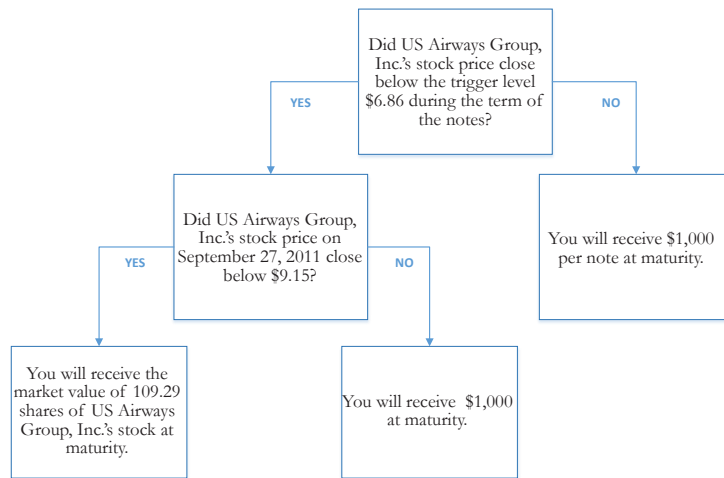 Did US Airways Group,
Inc.'s stock price close
below the trigger level
$6.86 during the term of
the notes?
YES
NO
Did US Airways Group,
Inc.'s stock price on
September 27, 2011 close
below $9.15?
You will receive $1,000
per note at maturity.
YES
NO
You will receive the
market value of 109.29
shares of US Airways
Group, Inc.'s stock at
maturity.
You will receive $1,000
at maturity.